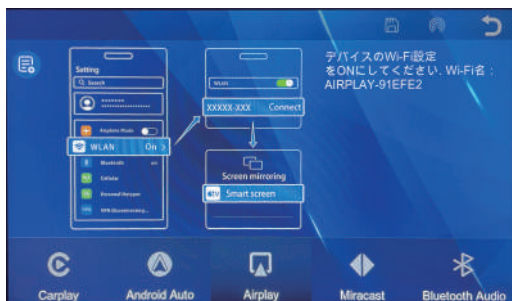 デバイスのWi-Fi設定
をONにしてください. Wi-Fi名 :
AIRPLAY-91EFE2
Setting
Search
Airplane Mode
WLAN On
Bluetooth on
Cellular
Personal Hotspot
WLAN
XXXXX-XXX Connect
Screen mirroring
tv Smart screen
Carplay Android Auto Airplay Miracast Bluetooth Audio